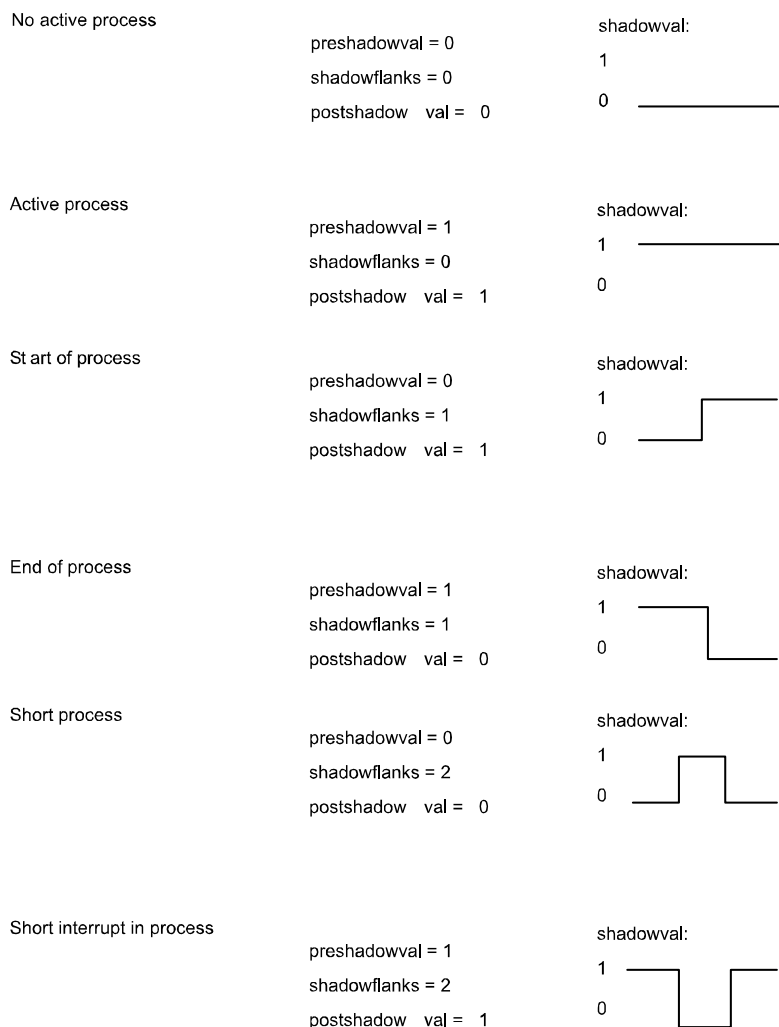 No active process
preshadowval = 0
shadowflanks = 0
postshadow val = 0
shadowval:
1
0
Active process
preshadowval = 1
shadowflanks = 0
postshadow val = 1
shadowval:
1
0
St art of process
preshadowval = 0
shadowflanks = 1
postshadow val = 1
shadowval:
1
0
End of process
preshadowval = 1
shadowflanks = 1
postshadow val = 0
shadowval:
1
0
Short process
preshadowval = 0
shadowflanks = 2
postshadow val = 0
shadowval:
1
0
Short interrupt in process
preshadowval = 1
shadowflanks = 2
postshadow val = 1
shadowval:
1
0